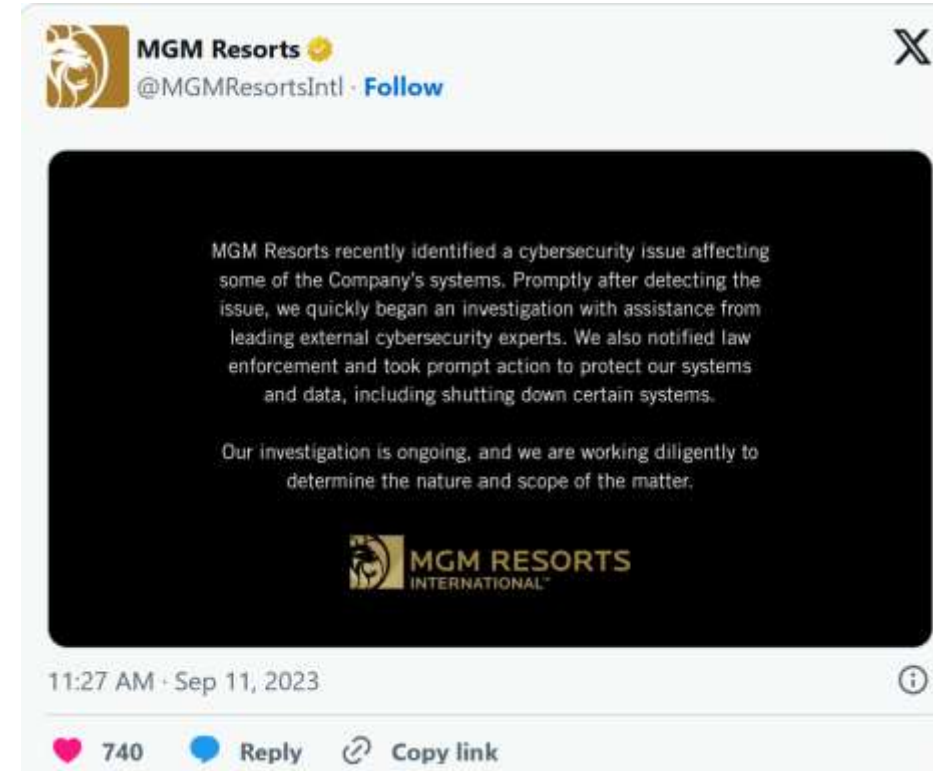 MGM Resorts
@MGMResortsIntl · Follow
MGM Resorts recently identified a cybersecurity issue affecting
some of the Company's systems. Promptly after detecting the
issue, we quickly began an investigation with assistance from
leading external cybersecurity experts. We also notified law
enforcement and took prompt action to protect our systems
and data, including shutting down certain systems.
Our investigation is ongoing, and we are working diligently to
determine the nature and scope of the matter.
MGM RESORTS
INTERNATIONAL™
11:27 AM · Sep 11, 2023
740 Reply Copy link